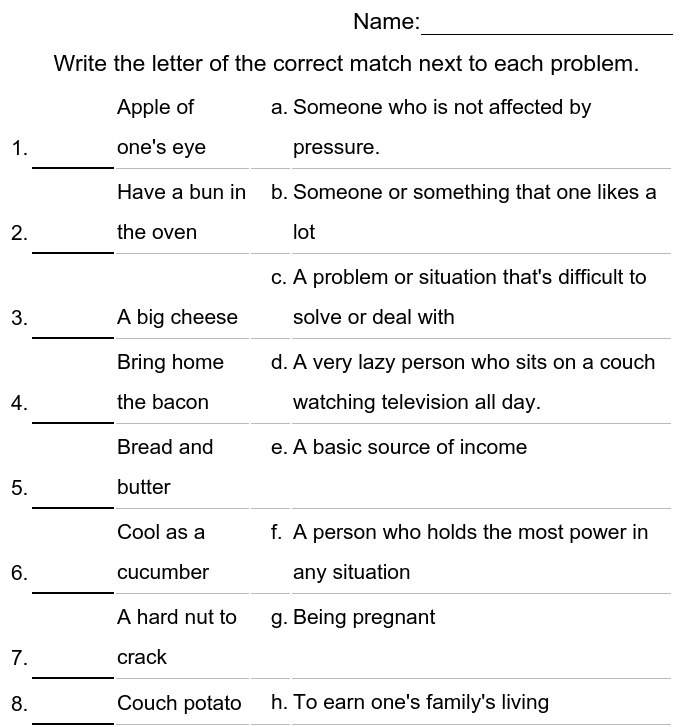 Name:
Write the letter of the correct match next to each problem.
Apple of a. Someone who is not affected by
1. one's eye pressure.
Have a bun in b. Someone or something that one likes a
2. the oven lot
c. A problem or situation that's difficult to
3. A big cheese solve or deal with
Bring home d. A very lazy person who sits on a couch
4. the bacon watching television all day.
Bread and e. A basic source of income
5. butter
Cool as a f. A person who holds the most power in
6. cucumber any situation
A hard nut to g. Being pregnant
7. crack
8. Couch potato h. To earn one's family's living